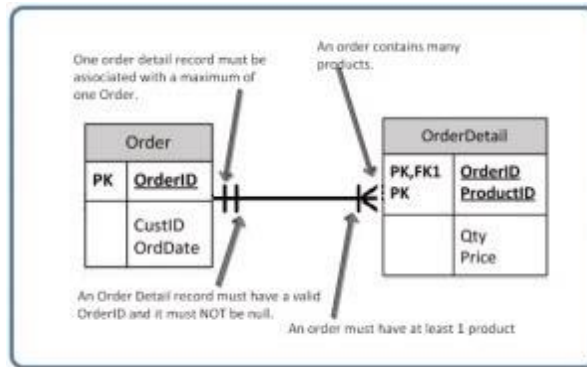 One order detail record must be
associated with a maximum of
one Order.
An order contains many
products.
Order
PK OrderID
CustID
OrdDate
OrderDetail
PK,FK1 OrderID
PK ProductID
Qty
Price
An Order Detail record must have a valid
OrderID and it must NOT be null.
An order must have at least 1 product